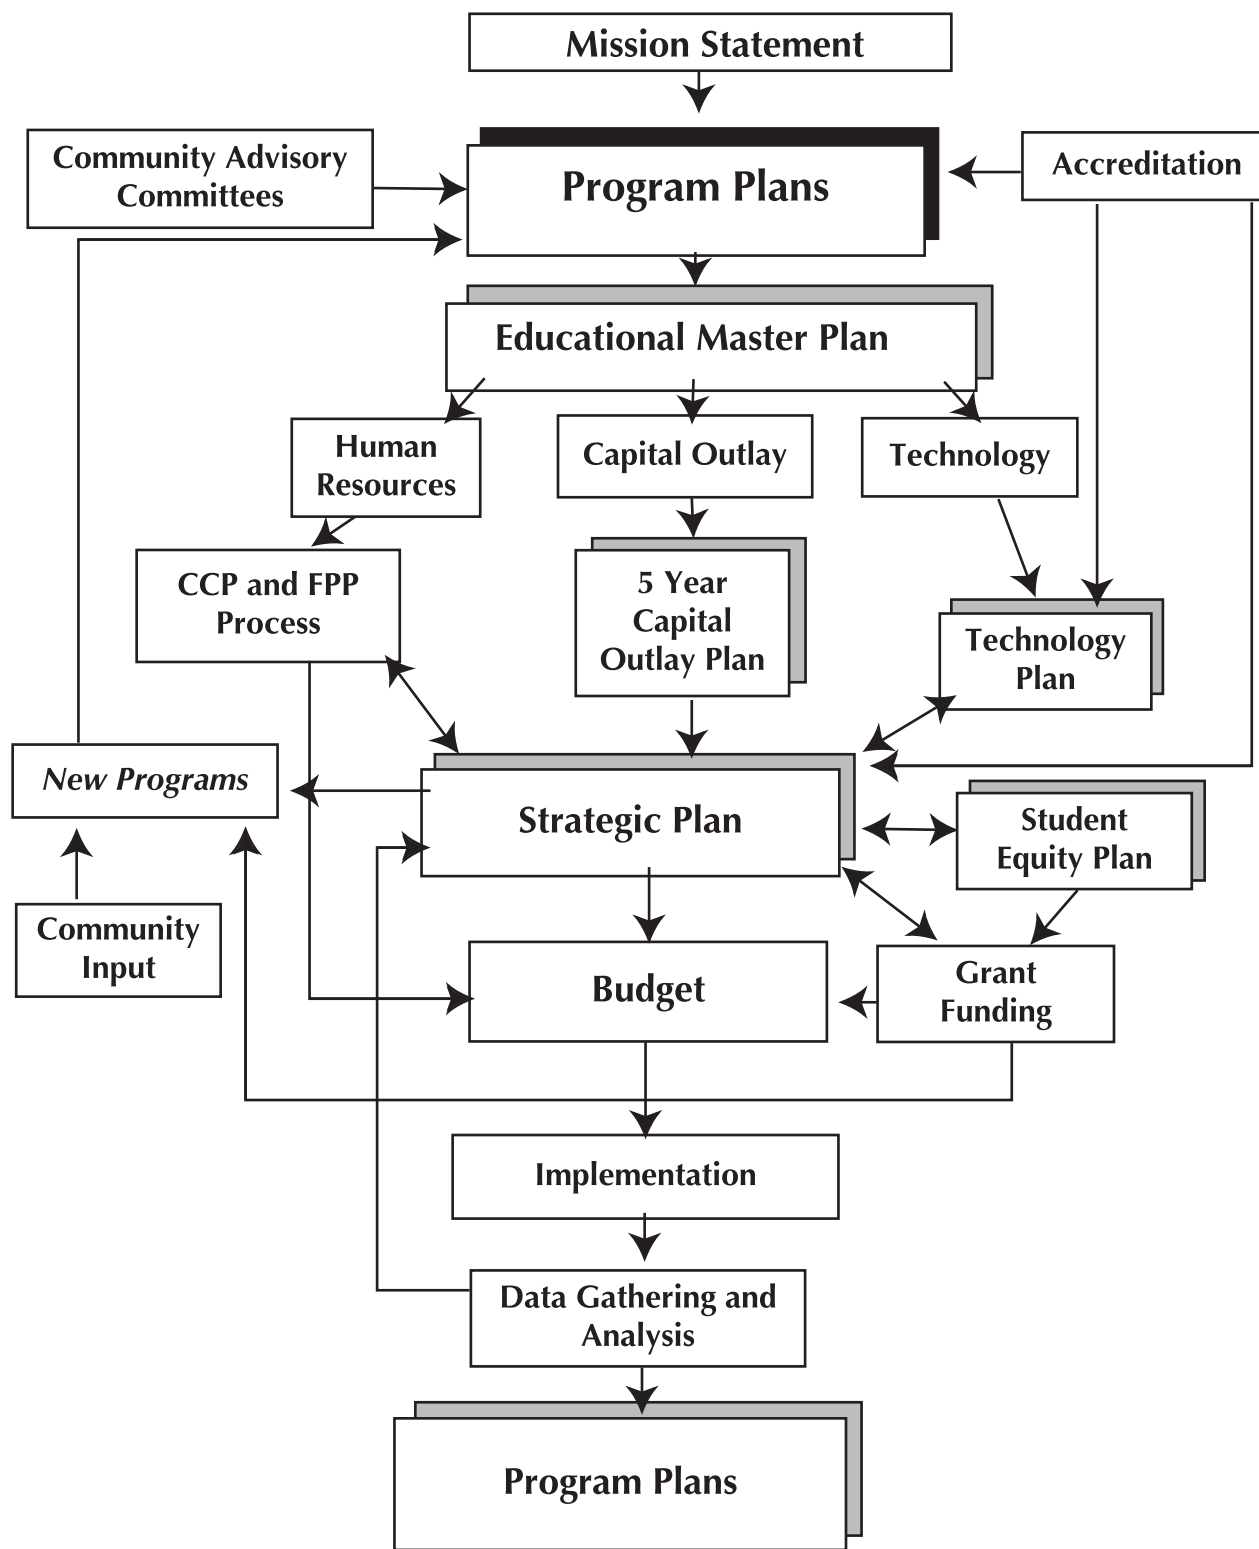 Mission Statement
Community Advisory
Committees
Program Plans
Accreditation
Educational Master Plan
Human
Resources
Capital Outlay
Technology
CCP and FPP
Process
5 Year
Capital
Outlay Plan
Technology
Plan
New Programs
Strategic Plan
Student
Equity Plan
Community
Input
Budget
Grant
Funding
Implementation
Data Gathering and
Analysis
Program Plans